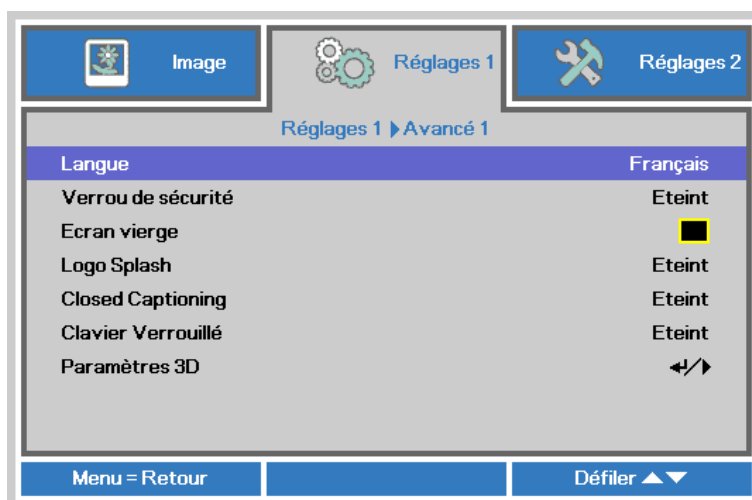 Image
Réglages 1
Réglages 2
Réglages 1 ▶ Avancé 1
Langue Français
Verrou de sécurité Eteint
Ecran vierge
Logo Splash Eteint
Closed Captioning Eteint
Clavier Verrouillé Eteint
Paramètres 3D ↵/▶
Menu = Retour
Défiler ▲▼